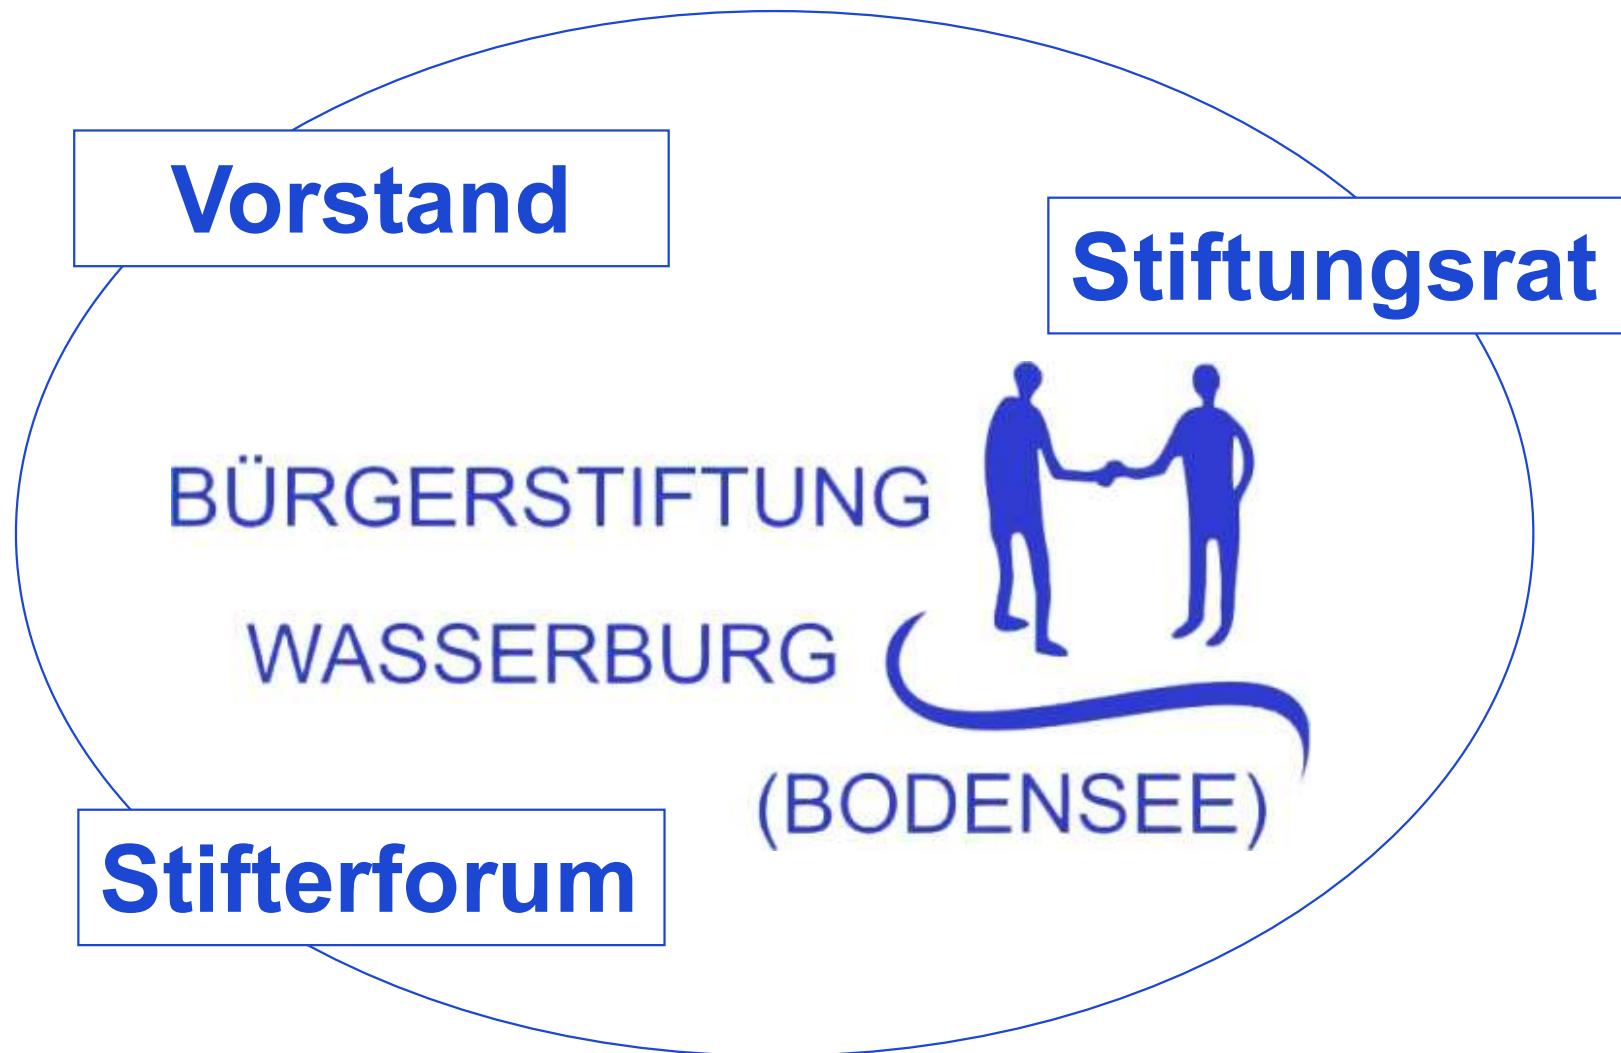 Vorstand
Stiftungsrat
BÜRGERSTIFTUNG
WASSERBURG
(BODENSEE)
Stifterforum